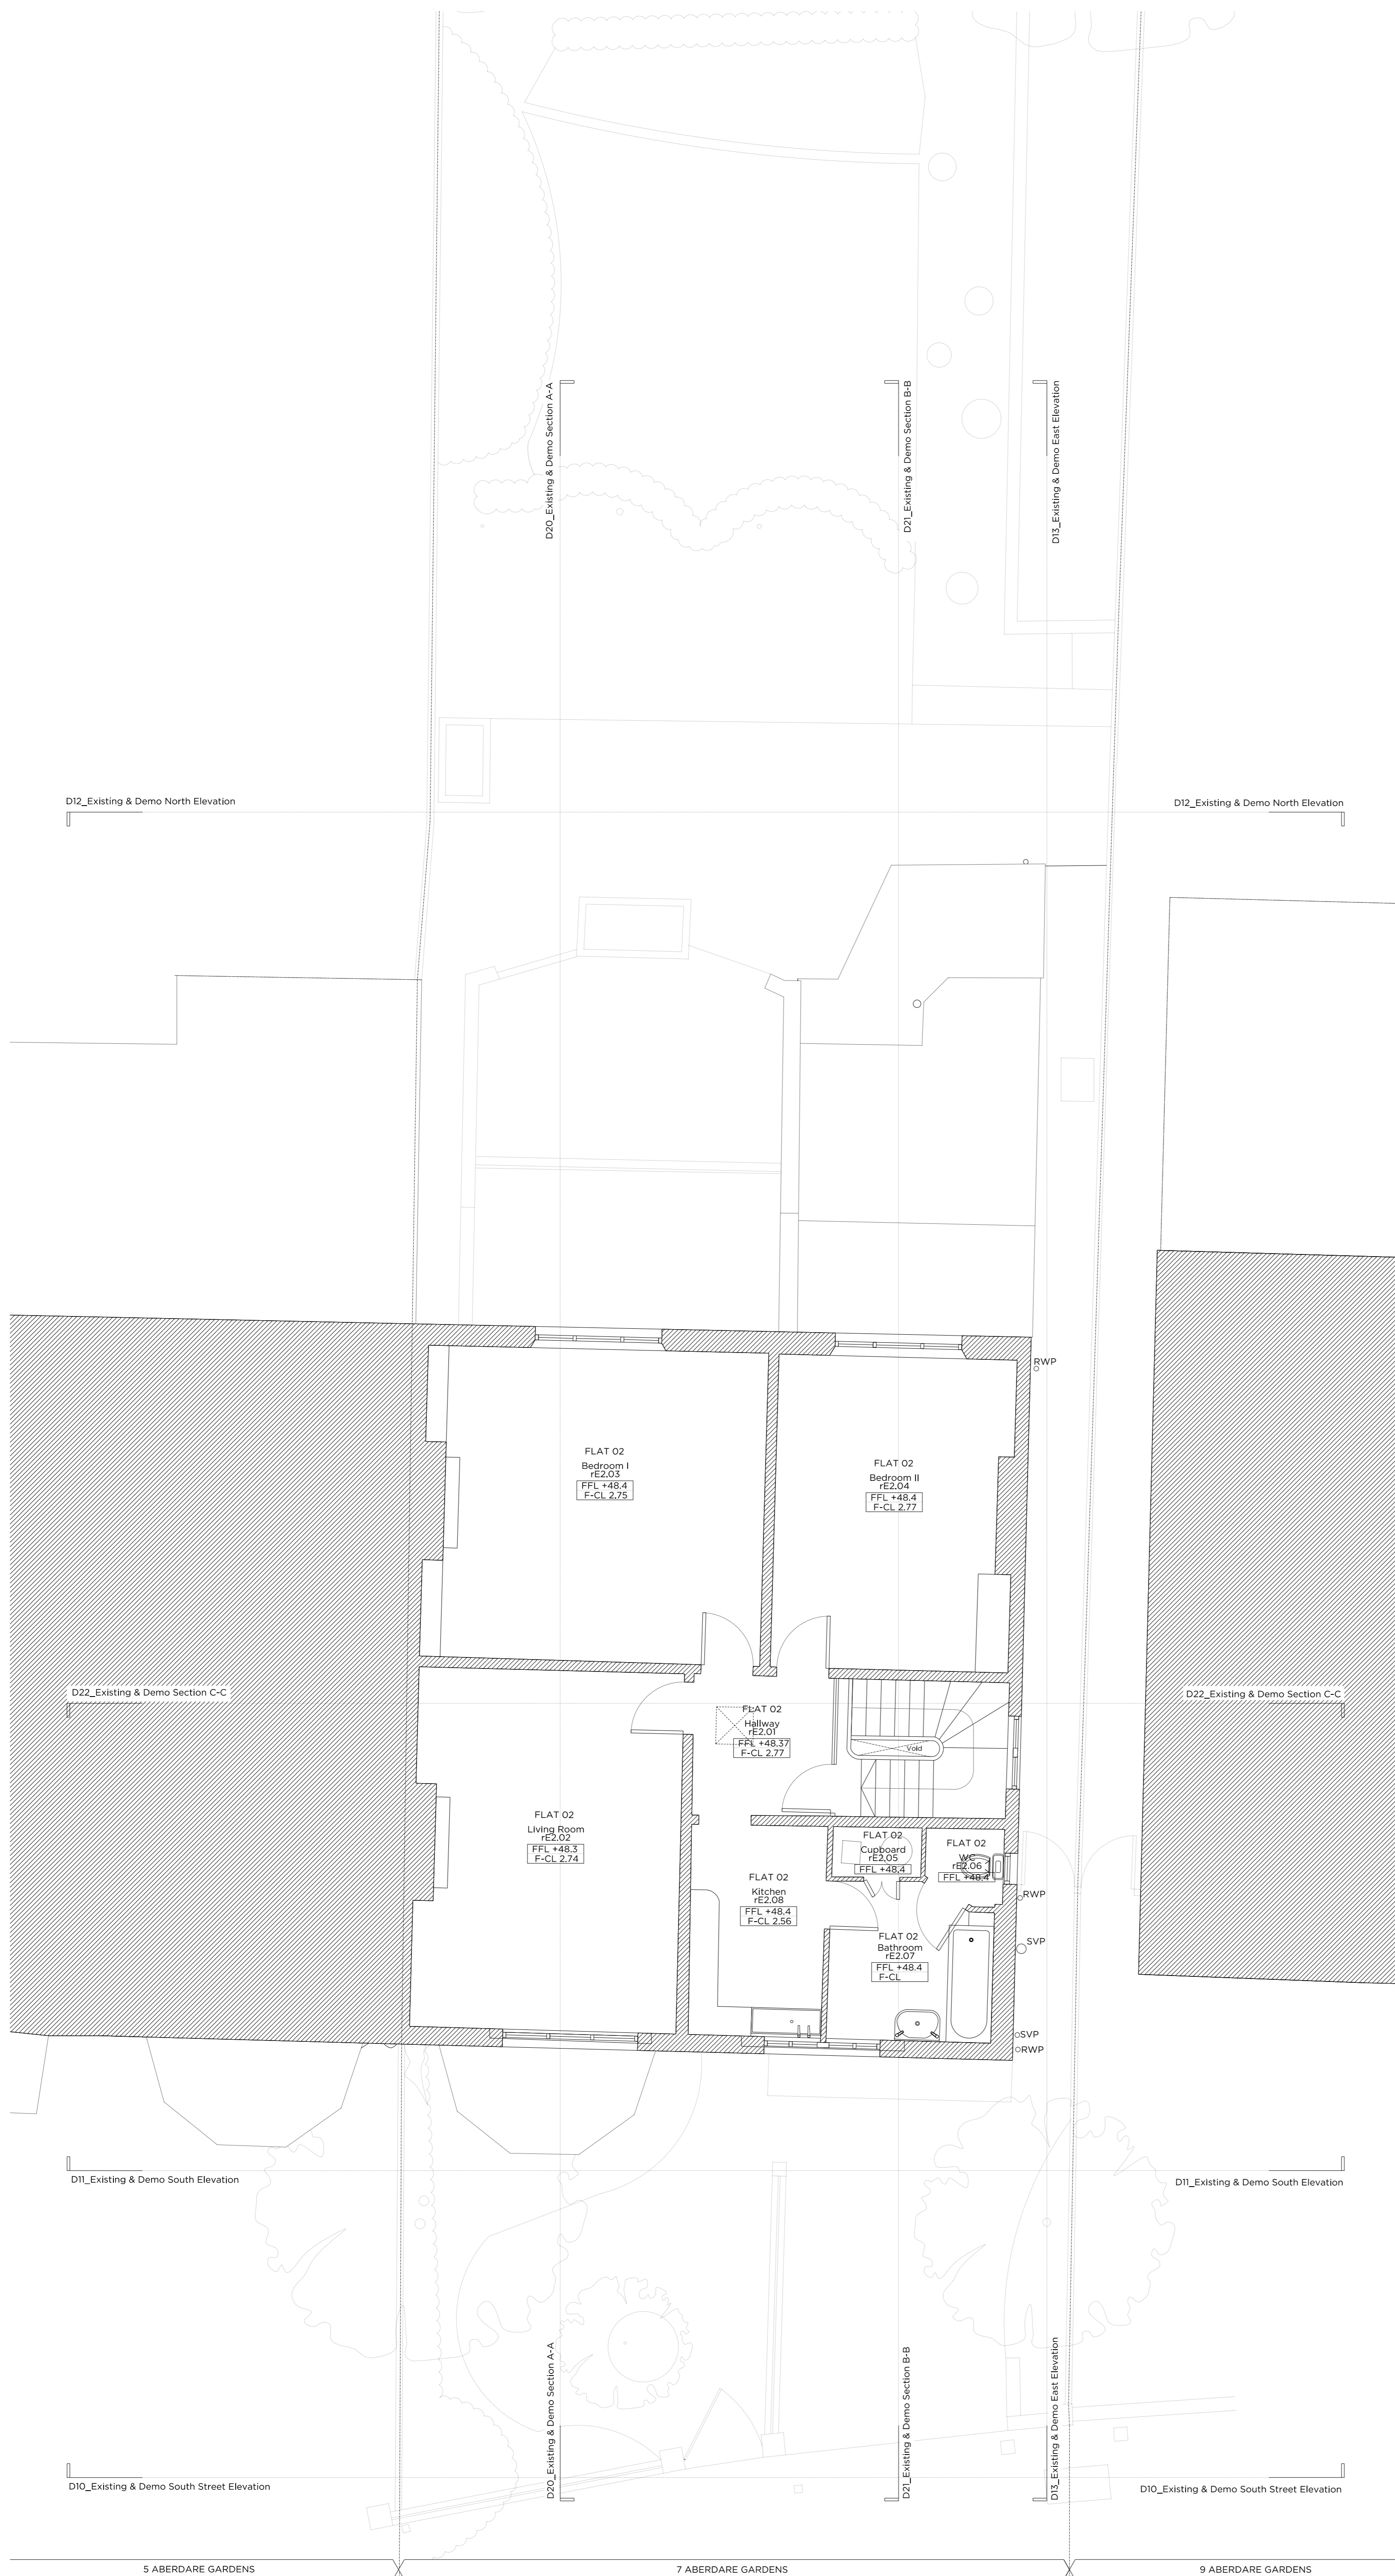 D20_Existing & Demo Section A-A
D21_Existing & Demo Section B-B
D13_Existing & Demo East Elevation
D12_Existing & Demo North Elevation
D12_Existing & Demo North Elevation
RWP
FLAT 02
Bedroom I
rE2.03
FFL +48.4
F-CL 2.75
FLAT 02
Bedroom II
rE2.04
FFL +48.4
F-CL 2.77
D22_Existing & Demo Section C-C
D22_Existing & Demo Section C-C
FLAT 02
Hallway
rE2.01
FFL +48.37
F-CL 2.77
Void
FLAT 02
Living Room
rE2.02
FFL +48.3
F-CL 2.74
FLAT 02
Cupboard
rE2.05
FFL +48.4
FLAT 02
WC
rE2.06
FFL +48.4
FLAT 02
Kitchen
rE2.08
FFL +48.4
F-CL 2.56
RWP
FLAT 02
Bathroom
rE2.07
FFL +48.4
F-CL
SVP
SVP
RWP
D11_Existing & Demo South Elevation
D11_Existing & Demo South Elevation
D20_Existing & Demo Section A-A
D21_Existing & Demo Section B-B
D13_Existing & Demo East Elevation
D10_Existing & Demo South Street Elevation
D10_Existing & Demo South Street Elevation
5 ABERDARE GARDENS
7 ABERDARE GARDENS
9 ABERDARE GARDENS